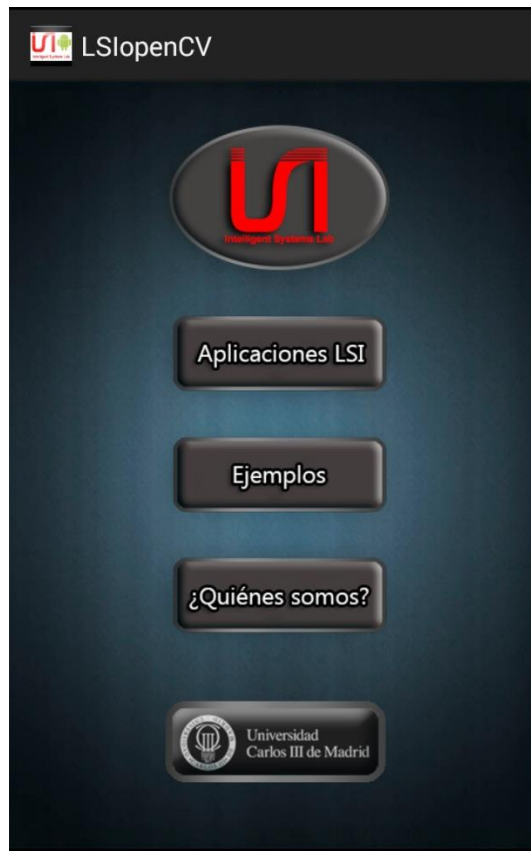 LSIopenCV
Intelligent Systems Lab
Aplicaciones LSI
Ejemplos
¿Quiénes somos?
Universidad
Carlos III de Madrid